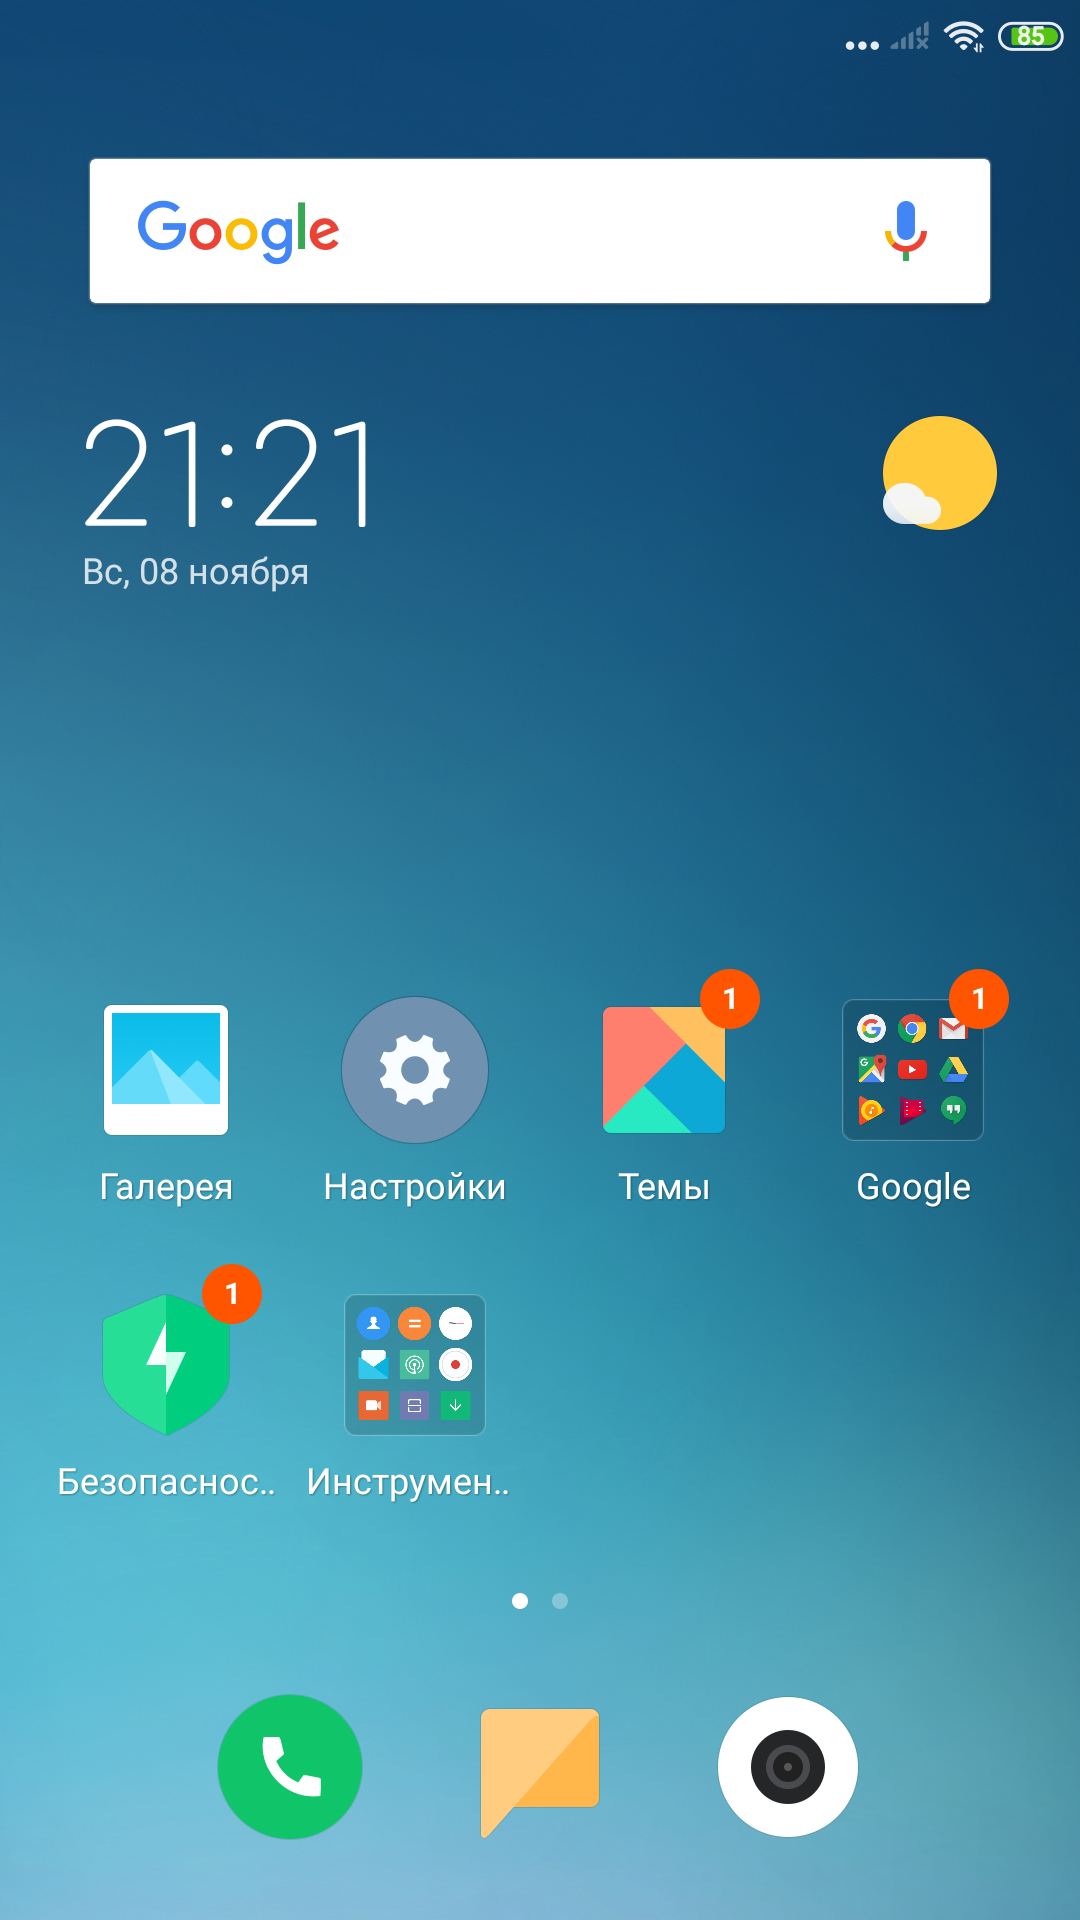 85
Google
21:21
Вс, 08 ноября
1
1
Галерея
Настройки
Темы
Google
1
Безопаснос..
Инструмен..